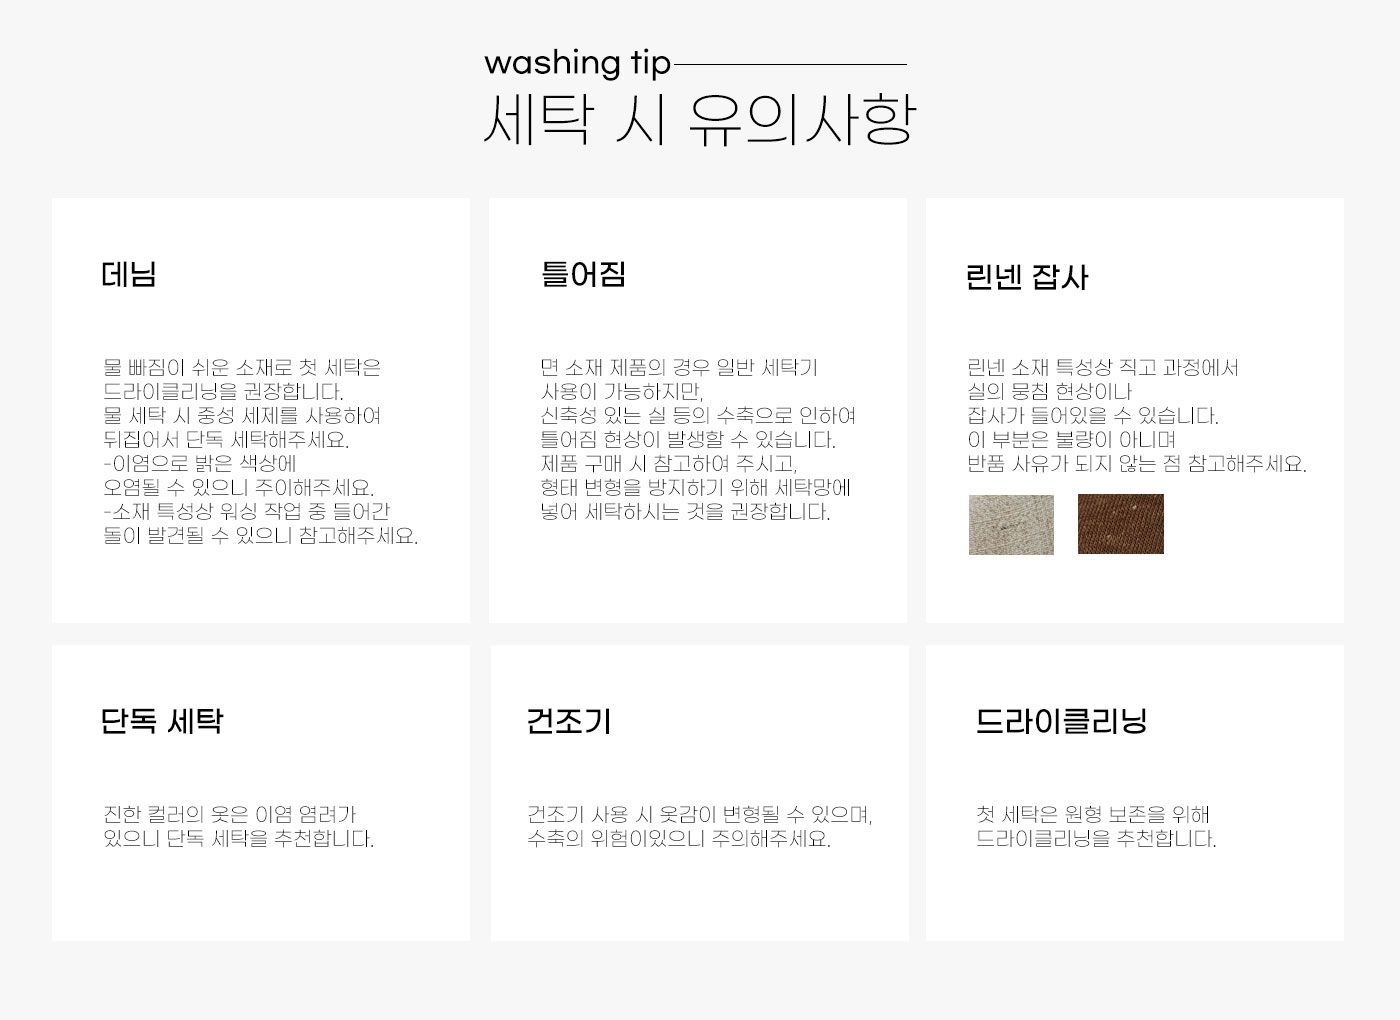 washing tip
세탁 시 유의사항
데님
물 빠짐이 쉬운 소재로 첫 세탁은
드라이클리닝을 권장합니다.
물 세탁 시 중성 세제를 사용하여
뒤집어서 단독 세탁해주세요.
-이염으로 밝은 색상에
오염될 수 있으니 주이해주세요.
-소재 특성상 워싱 작업 중 들어간
돌이 발견될 수 있으니 참고해주세요.
틀어짐
면 소재 제품의 경우 일반 세탁기
사용이 가능하지만,
신축성 있는 실 등의 수축으로 인하여
틀어짐 현상이 발생할 수 있습니다.
제품 구매 시 참고하여 주시고,
형태 변형을 방지하기 위해 세탁망에
넣어 세탁하시는 것을 권장합니다.
린넨 잡사
린넨 소재 특성상 직고 과정에서
실의 뭉침 현상이나
잡사가 들어있을 수 있습니다.
이 부분은 불량이 아니며
반품 사유가 되지 않는 점 참고해주세요.
단독 세탁
진한 컬러의 옷은 이염 염려가
있으니 단독 세탁을 추천합니다.
건조기
건조기 사용 시 옷감이 변형될 수 있으며,
수축의 위험이있으니 주의해주세요.
드라이클리닝
첫 세탁은 원형 보존을 위해
드라이클리닝을 추천합니다.